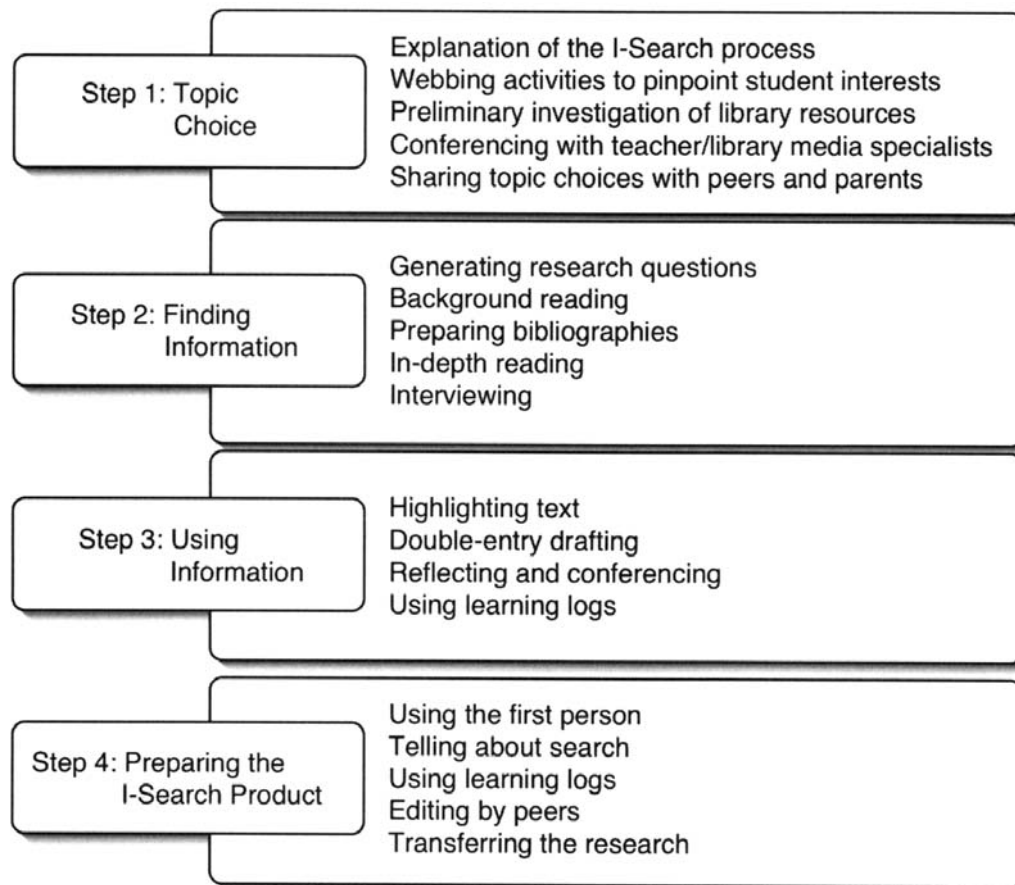 Step 1: Topic
Choice
Explanation of the I-Search process
Webbing activities to pinpoint student interests
Preliminary investigation of library resources
Conferencing with teacher/library media specialists
Sharing topic choices with peers and parents
Step 2: Finding
Information
Generating research questions
Background reading
Preparing bibliographies
In-depth reading
Interviewing
Step 3: Using
Information
Highlighting text
Double-entry drafting
Reflecting and conferencing
Using learning logs
Step 4: Preparing the
I-Search Product
Using the first person
Telling about search
Using learning logs
Editing by peers
Transferring the research